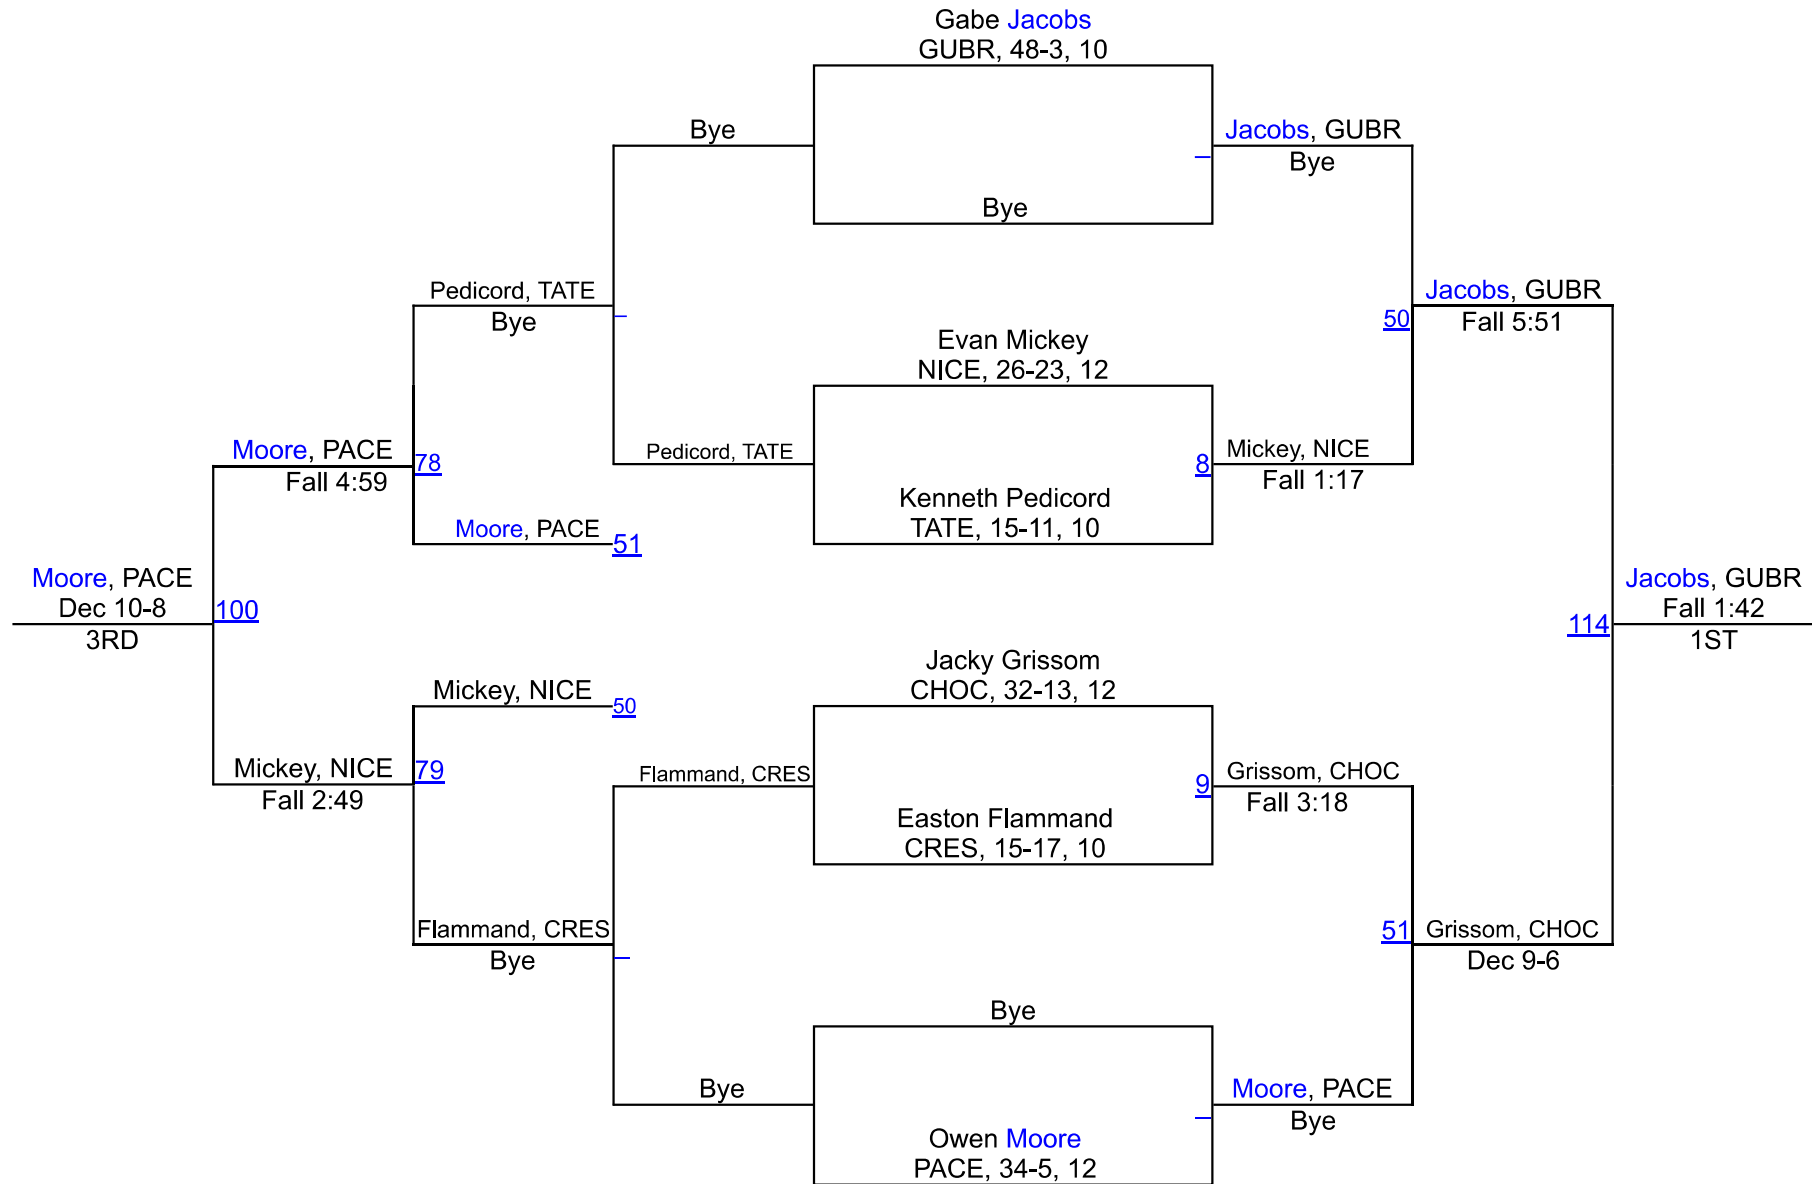 Gabe Jacobs
GUBR, 48-3, 10
Bye
Jacobs, GUBR
Bye
Bye
Pedicord, TATE
Bye
Jacobs, GUBR
50
Fall 5:51
Evan Mickey
NICE, 26-23, 12
Moore, PACE
78
Fall 4:59
Pedicord, TATE
8
Mickey, NICE
Fall 1:17
Kenneth Pedicord
TATE, 15-11, 10
Moore, PACE
51
Moore, PACE
Dec 10-8
100
3RD
Jacobs, GUBR
Fall 1:42
114
1ST
Jacky Grissom
CHOC, 32-13, 12
Mickey, NICE
50
Mickey, NICE
79
Fall 2:49
Flammand, CRES
9
Grissom, CHOC
Fall 3:18
Easton Flammand
CRES, 15-17, 10
Flammand, CRES
Bye
51
Grissom, CHOC
Dec 9-6
Bye
Bye
Moore, PACE
Bye
Owen Moore
PACE, 34-5, 12